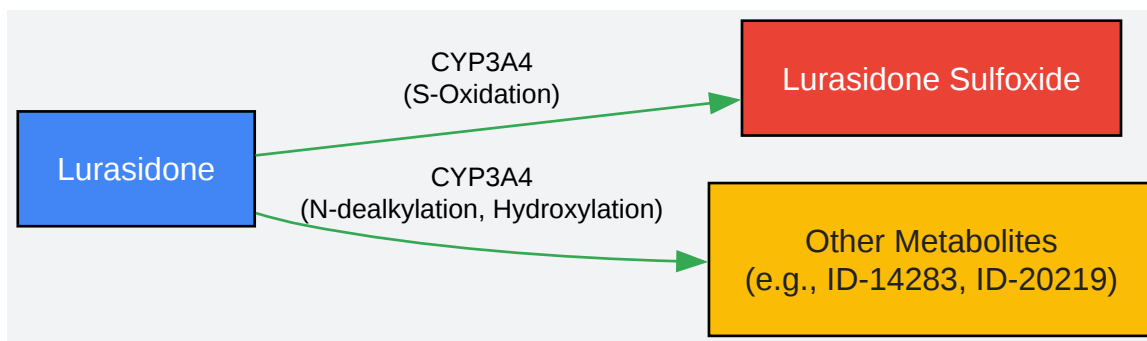 CYP3A4
(S-Oxidation)
Lurasidone Sulfoxide
Lurasidone
CYP3A4
(N-dealkylation, Hydroxylation)
Other Metabolites
(e.g., ID-14283, ID-20219)